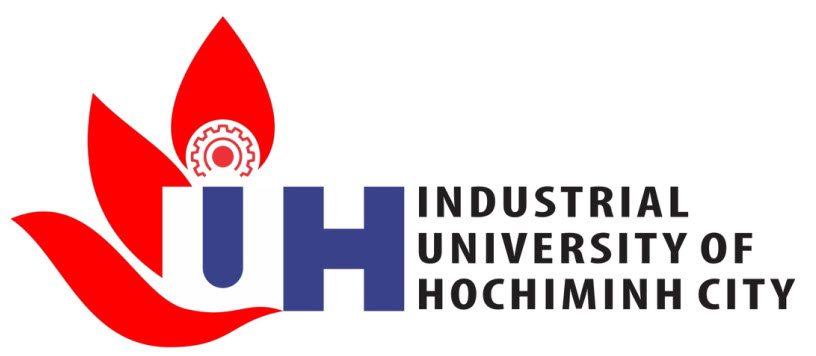 IUH
INDUSTRIAL
UNIVERSITY OF
HOCHIMINH CITY